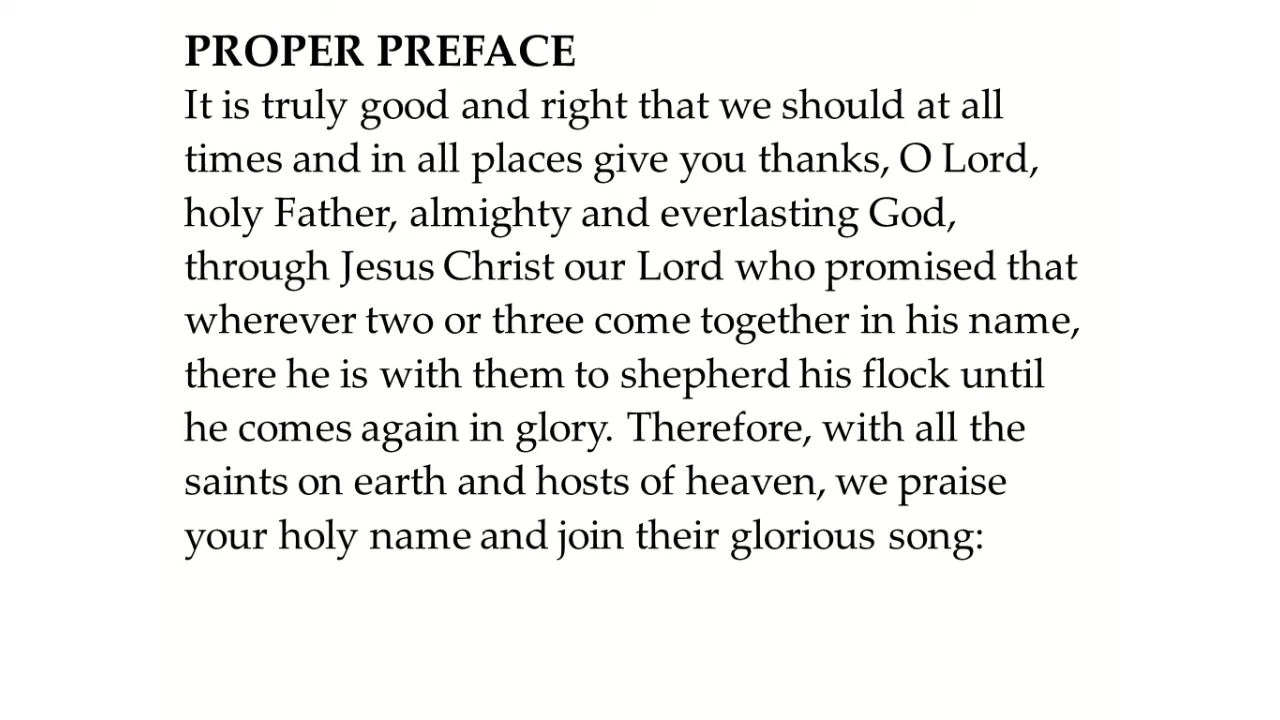 PROPER PREFACE
It is truly good and right that we should at all
times and in all places give you thanks, O Lord,
holy Father, almighty and everlasting God,
through Jesus Christ our Lord who promised that
wherever two or three come together in his name,
there he is with them to shepherd his flock until
he comes again in glory. Therefore, with all the
saints on earth and hosts of heaven, we praise
your holy name and join their glorious song: